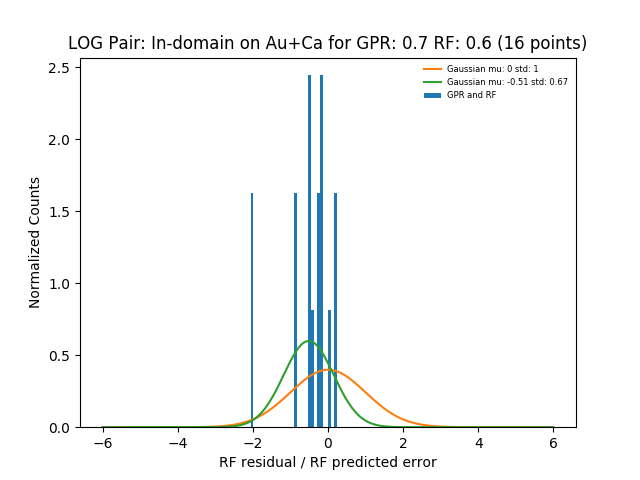 LOG Pair: In-domain on Au+Ca for GPR: 0.7 RF: 0.6 (16 points)
Gaussian mu: 0 std: 1
Gaussian mu: -0.51 std: 0.67
GPR and RF
Normalized Counts
2.5
2.0
1.5
1.0
0.5
0.0
−6 −4 −2 0 2 4 6
RF residual / RF predicted error